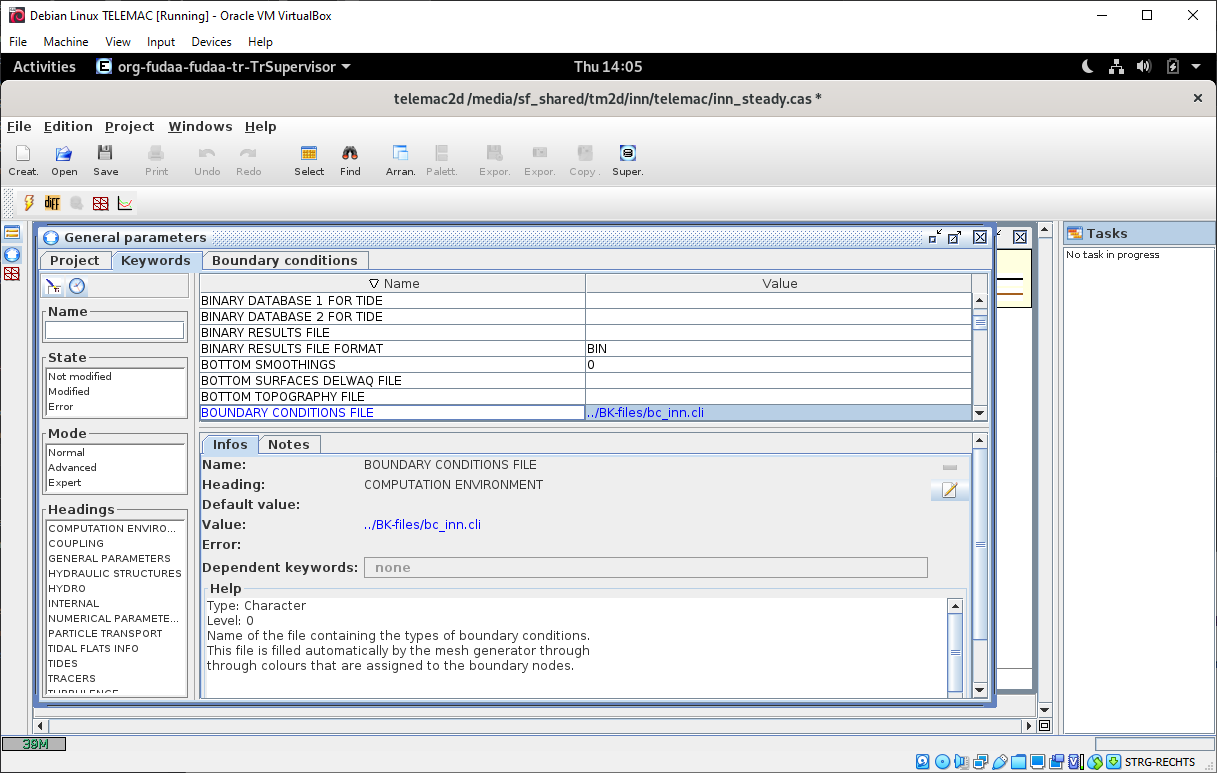 Debian Linux TELEMAC [Running] - Oracle VM VirtualBox
File Machine View Input Devices Help
Activities E org-fudaa-fudaa-tr-TrSupervisor Thu 14:05
telemac2d /media/sf_shared/tm2d/inn/telemac/inn_steady.cas *
File Edition Project Windows Help
Creat. Open Save Print Undo Redo Select Find Arran. Palett. Expor. Expor. Copy . Super.
diff
General parameters
Tasks
No task in progress
Project Keywords Boundary conditions
Name
State
Not modified
Modified
Error
Mode
Normal
Advanced
Expert
Headings
COMPUTATION ENVIRO...
COUPLING
GENERAL PARAMETERS
HYDRAULIC STRUCTURES
HYDRO
INTERNAL
NUMERICAL PARAMETE...
PARTICLE TRANSPORT
TIDAL FLATS INFO
TIDES
TRACERS
TURBULENCE
Name Value
BINARY DATABASE 1 FOR TIDE
BINARY DATABASE 2 FOR TIDE
BINARY RESULTS FILE
BINARY RESULTS FILE FORMAT BIN
BOTTOM SMOOTHINGS 0
BOTTOM SURFACES DELWAQ FILE
BOTTOM TOPOGRAPHY FILE
BOUNDARY CONDITIONS FILE ../BK-files/bc_inn.cli
Infos Notes
Name: BOUNDARY CONDITIONS FILE
Heading: COMPUTATION ENVIRONMENT
Default value:
Value: ../BK-files/bc_inn.cli
Error:
Dependent keywords: none
Help
Type: Character
Level: 0
Name of the file containing the types of boundary conditions.
This file is filled automatically by the mesh generator through
through colours that are assigned to the boundary nodes.
39M
STRG-RECHTS